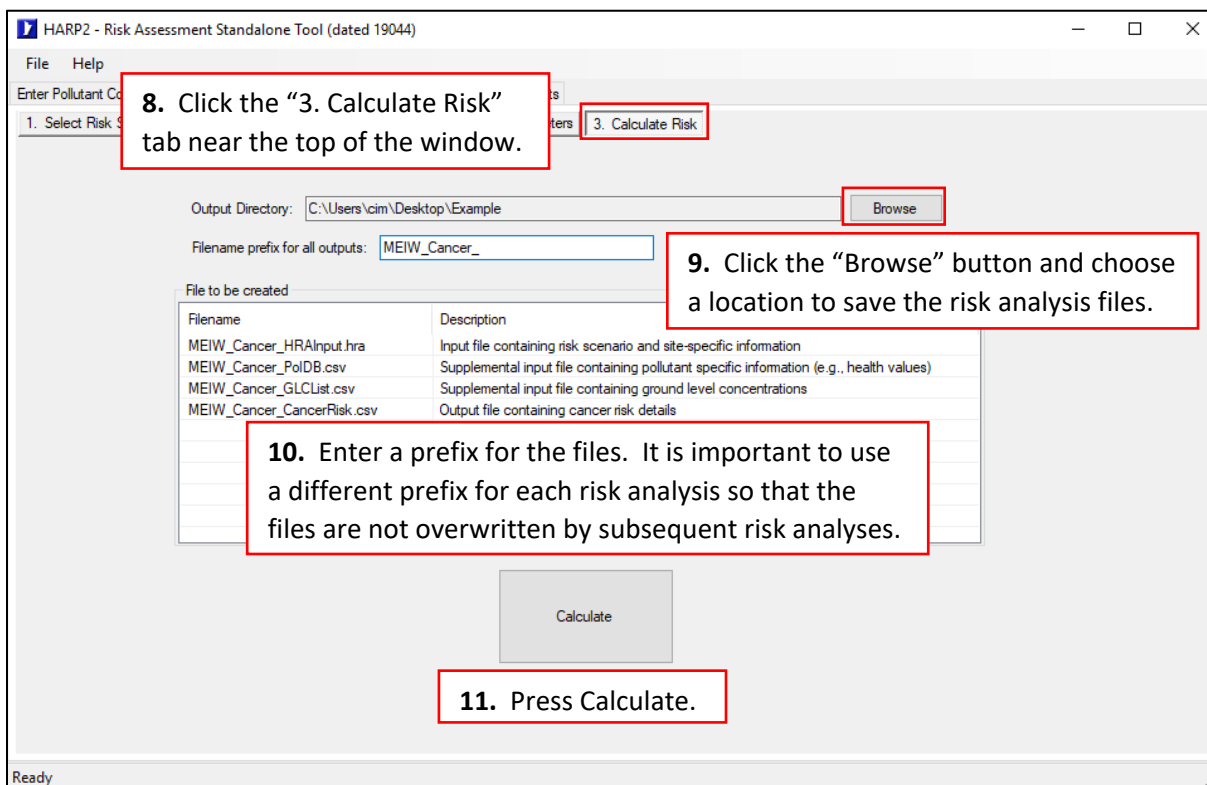 HARP2 - Risk Assessment Standalone Tool (dated 19044)
File Help
Enter Pollutant
8. Click the “3. Calculate Risk”
tab near the top of the window.
1. Select Risk
3. Calculate Risk
Output Directory: C:\Users\cim\Desktop\Example Browse
Filename prefix for all outputs: MEIW_Cancer_
9. Click the “Browse” button and choose
a location to save the risk analysis files.
File to be created
Filename Description
MEIW_Cancer_HRAInput.hra Input file containing risk scenario and site-specific information
MEIW_Cancer_PolDB.csv Supplemental input file containing pollutant specific information (e.g., health values)
MEIW_Cancer_GLCList.csv Supplemental input file containing ground level concentrations
MEIW_Cancer_CancerRisk.csv Output file containing cancer risk details
10. Enter a prefix for the files. It is important to use
a different prefix for each risk analysis so that the
files are not overwritten by subsequent risk analyses.
Calculate
11. Press Calculate.
Ready